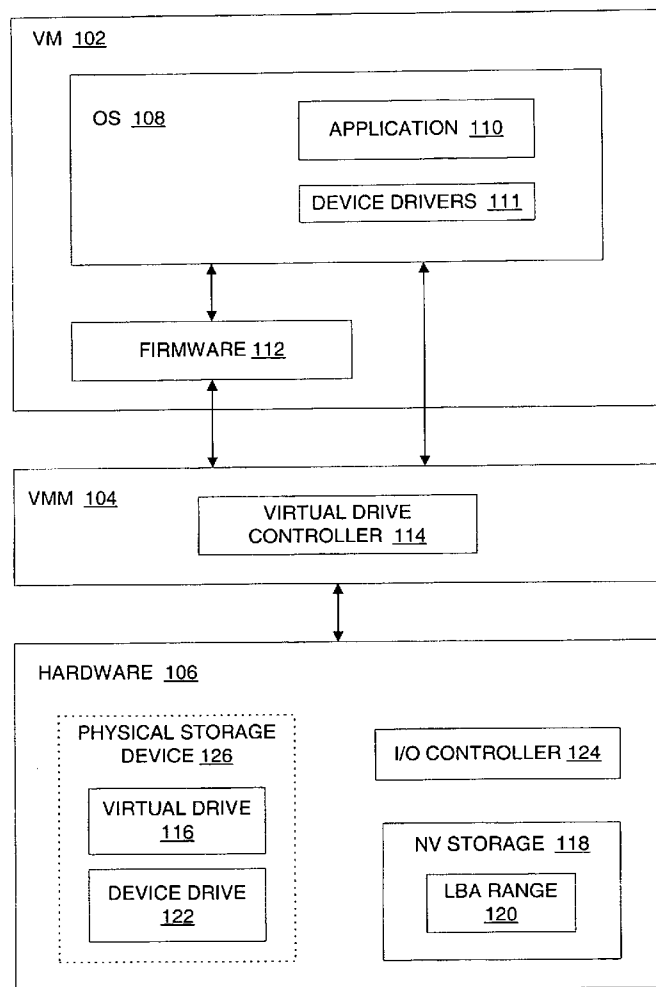 VM 102
OS 108
APPLICATION 110
DEVICE DRIVERS 111
FIRMWARE 112
VMM 104
VIRTUAL DRIVE
CONTROLLER 114
HARDWARE 106
PHYSICAL STORAGE
DEVICE 126
VIRTUAL DRIVE
116
DEVICE DRIVE
122
I/O CONTROLLER 124
NV STORAGE 118
LBA RANGE
120